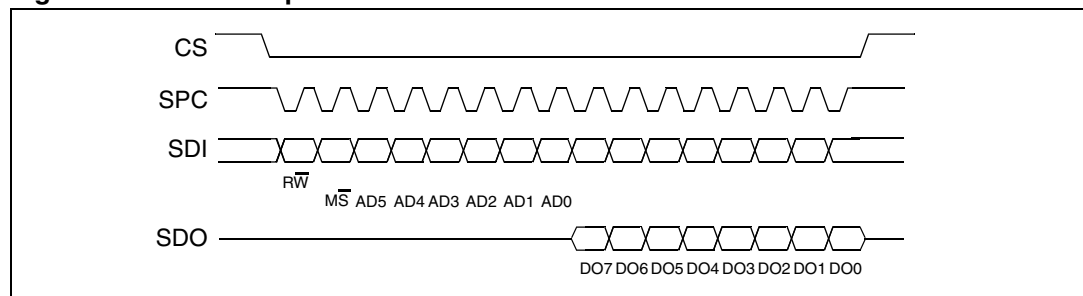 CS
SPC
SDI
RW̅
MS̅ AD5 AD4 AD3 AD2 AD1 AD0
SDO
DO7 DO6 DO5 DO4 DO3 DO2 DO1 DO0